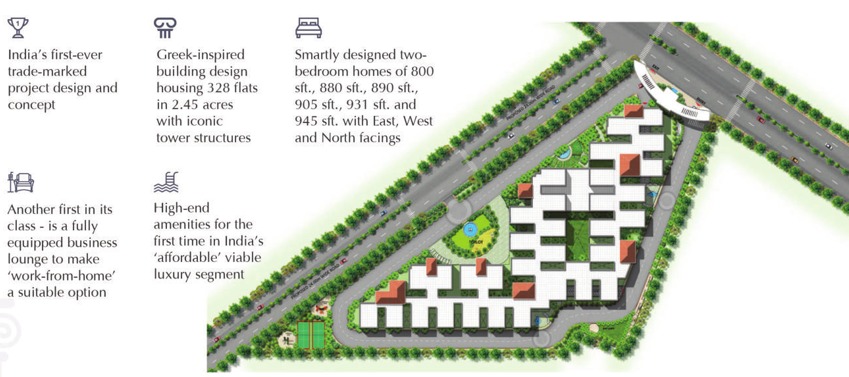 India’s first-ever
trade-marked
project design and
concept
Greek-inspired
building design
housing 328 flats
in 2.45 acres
with iconic
tower structures
Smartly designed two-
bedroom homes of 800
sft., 880 sft., 890 sft.,
905 sft., 931 sft. and
945 sft. with East, West
and North facings
Another first in its
class - is a fully
equipped business
lounge to make
‘work-from-home’
a suitable option
High-end
amenities for the
first time in India’s
‘affordable’ viable
luxury segment